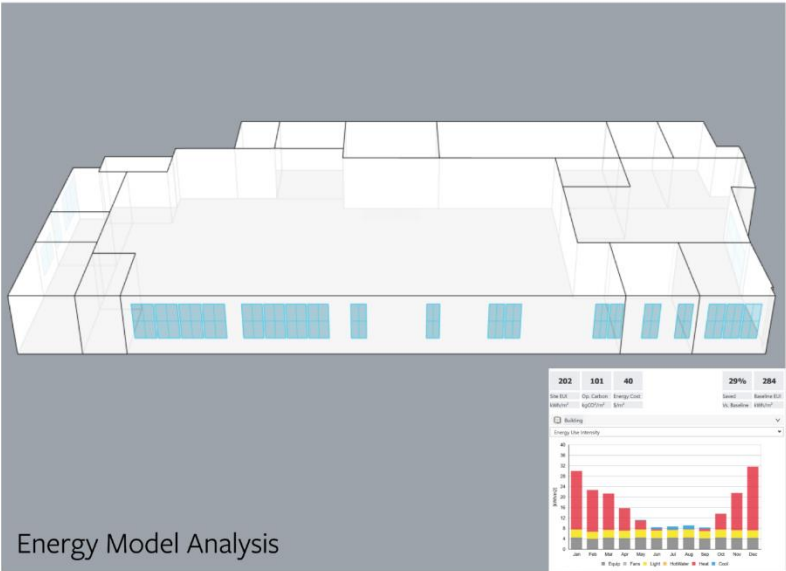 202 101 40 29% 284
Site EUI Op. Carbon Energy Cost Saved Baseline EUI
kWh/m² kgCO²/m² $/m² Vs. Baseline kWh/m²
Building
Energy Use Intensity
40
36
32
28
24
20
16
12
8
4
0
Jan Feb Mar Apr May Jun Jul Aug Sep Oct Nov Dec
Equip Fans Light HotWater Heat Cool
Energy Model Analysis